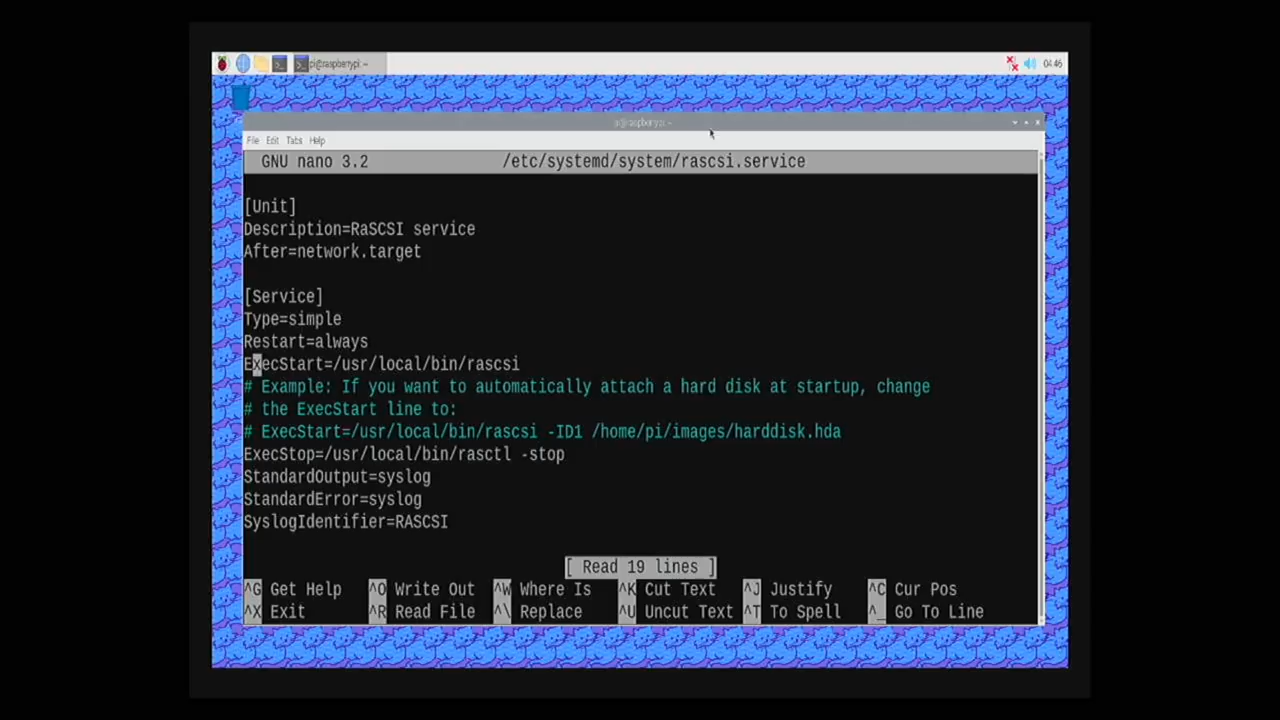 pi@raspberrypi: ~
04:46
pi@raspberrypi: ~
File Edit Tabs Help
GNU nano 3.2 /etc/systemd/system/rascsi.service
[Unit]
Description=RaSCSI service
After=network.target
[Service]
Type=simple
Restart=always
ExecStart=/usr/local/bin/rascsi
# Example: If you want to automatically attach a hard disk at startup, change
# the ExecStart line to:
# ExecStart=/usr/local/bin/rascsi -ID1 /home/pi/images/harddisk.hda
ExecStop=/usr/local/bin/rasctl -stop
StandardOutput=syslog
StandardError=syslog
SyslogIdentifier=RASCSI
[ Read 19 lines ]
^G Get Help ^O Write Out ^W Where Is ^K Cut Text ^J Justify ^C Cur Pos
^X Exit ^R Read File ^\ Replace ^U Uncut Text ^T To Spell ^_ Go To Line